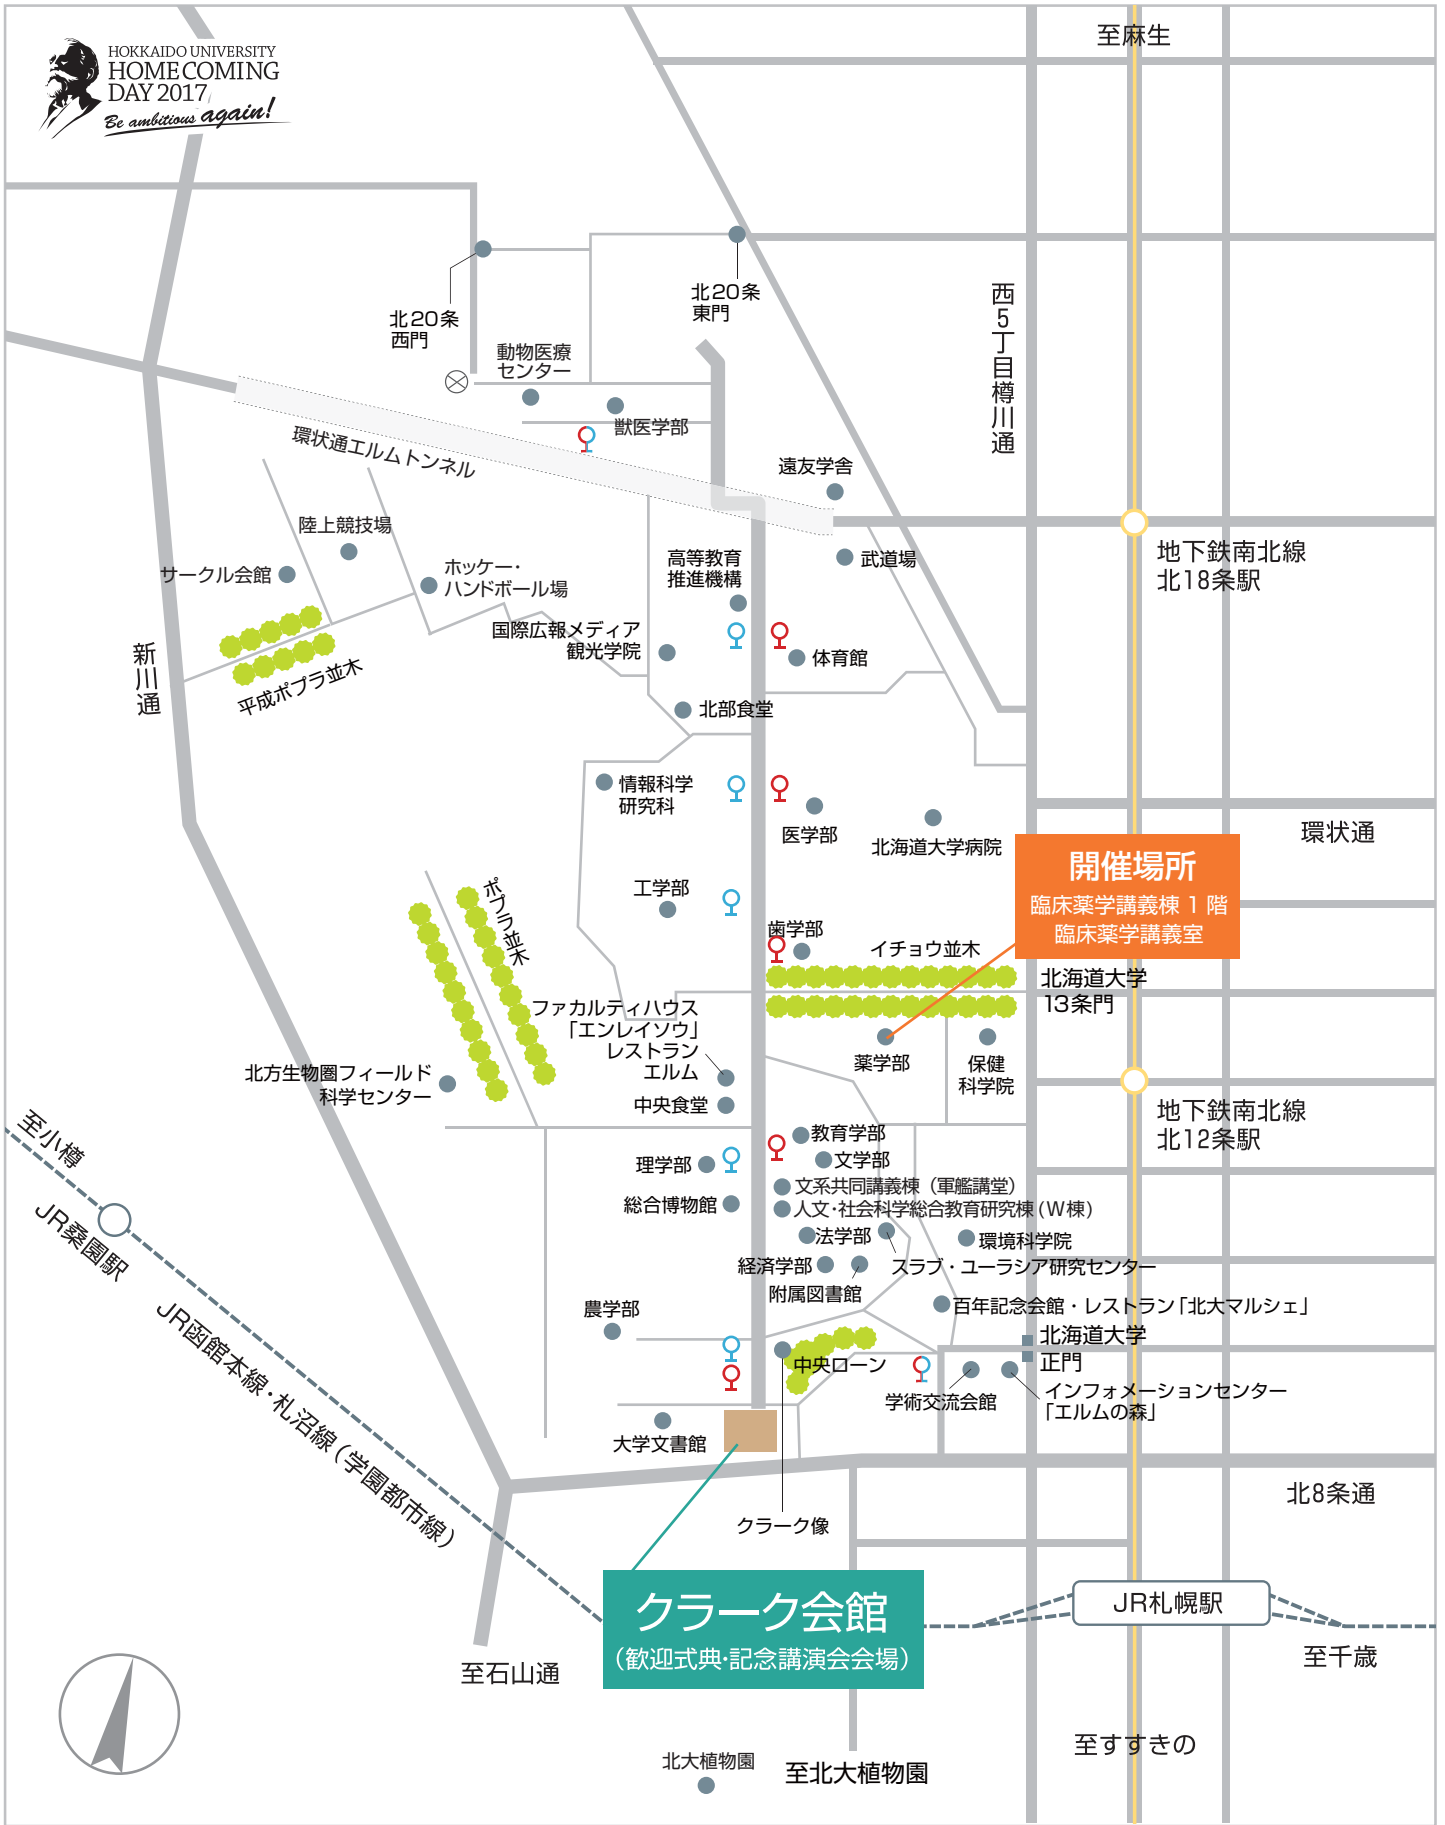 HOKKAIDO UNIVERSITY
HOMECOMING
DAY 2017
Be ambitious again!
至麻生
北20条
西門
北20条
東門
西5丁目樽川通
動物医療
センター
獣医学部
環状通エルムトンネル
遠友学舎
陸上競技場
サークル会館
ホッケー・
ハンドボール場
高等教育
推進機構
武道場
地下鉄南北線
北18条駅
国際広報メディア
観光学院
体育館
新川通
平成ポプラ並木
北部食堂
情報科学
研究科
医学部
北海道大学病院
環状通
開催場所
臨床薬学講義棟 1 階
臨床薬学講義室
工学部
ポプラ並木
歯学部
イチョウ並木
北海道大学
13条門
ファカルティハウス
「エンレイソウ」
レストラン
エルム
薬学部
保健
科学院
北方生物圏フィールド
科学センター
中央食堂
地下鉄南北線
北12条駅
至小樽
教育学部
文学部
理学部
文系共同講義棟（軍艦講堂）
総合博物館
人文・社会科学総合教育研究棟(W棟)
JR桑園駅
法学部
環境科学院
経済学部
スラブ・ユーラシア研究センター
附属図書館
農学部
百年記念会館・レストラン「北大マルシェ」
JR函館本線・札沼線（学園都市線）
北海道大学
正門
中央ローン
学術交流会館
インフォメーションセンター
「エルムの森」
大学文書館
北8条通
クラーク像
クラーク会館
（歓迎式典・記念講演会会場）
JR札幌駅
至石山通
至千歳
至すすきの
北大植物園
至北大植物園